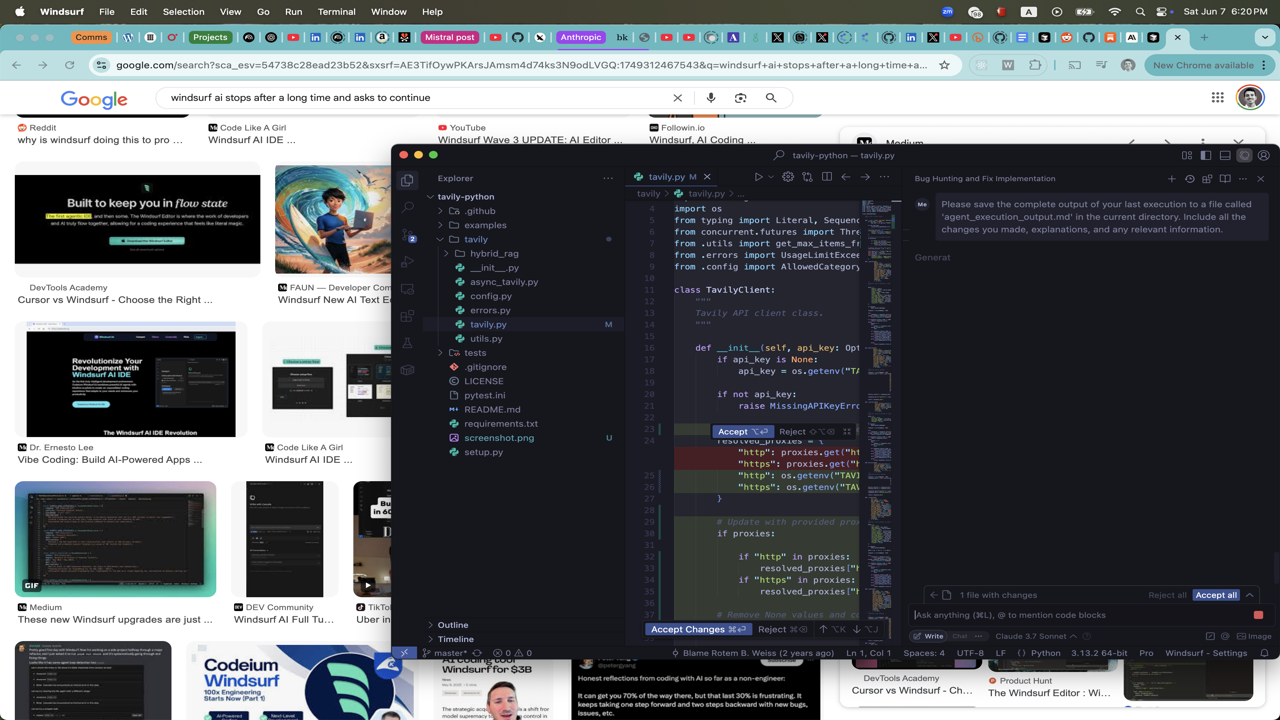 Windsurf File Edit Selection View Go Run Terminal Window Help
Sat Jun 7 6:20 PM
Comms
Projects
Mistral post
Anthropic
bk
google.com/search?sca_esv=54738c28ead23b52&sxsrf=AE3TifOywPKArsJAmsm4d74ks3N9odLVGQ:1749312467543&q=windsurf+ai+stops+after+a+long+time+a...
New Chrome available
Google
windsurf ai stops after a long time and asks to continue
Reddit
why is windsurf doing this to pro ...
Code Like A Girl
Windsurf AI IDE ...
YouTube
Windsurf Wave 3 UPDATE: AI Editor ...
Followin.io
Windsurf, AI Coding ...
Medium
Built to keep you in flow state
DevTools Academy
Cursor vs Windsurf - Choose the Right ...
FAUN — Developer Com
Windsurf New AI Text E
Revolutionize Your
Development with
Windsurf AI IDE
The Windsurf AI IDE Revolution
Dr. Ernesto Lee
Vibe Coding: Build AI-Powered Apps ...
Code Like A Girl
Windsurf AI IDE ...
GIF
Medium
These new Windsurf upgrades are just ...
DEV Community
Windsurf AI Full Tu...
But
in 60
TikTok
Uber in
Codeium
Windsurf
100x Engineering
Starts Now (Part 1)
AI-Powered
Next-Level
tavily-python — tavily.py
Explorer
tavily-python
.github
examples
tavily
hybrid_rag
__init__.py
async_tavily.py
config.py
errors.py
tavily.py M
utils.py
tests
.gitignore
LICENSE
pytest.ini
README.md
requirements.txt
screenshot.png U
setup.py
Outline
Timeline
master*
tavily.py M
tavily > tavily.py > ...
4 import os
5 from typing import Literal, Se
6 from concurrent.futures import Thre
7 from .utils import get_max_items_fr
8 from .errors import UsageLimitExcee
9 from .config import AllowedCategory
10
11 class TavilyClient:
12 """
13 Tavily API client class.
14 """
15
16 def __init__(self, api_key: Opt
17 if api_key is None:
18 api_key = os.getenv("TA
19
20 if not api_key:
21 raise MissingAPIKeyErro
22
23
Accept Reject
24 resolved_proxies = {
"http": proxies.get("ht
"https": proxies.get("h
25 "http": os.getenv("TAVI
26 "https": os.getenv("TAV
27 }
28
29 # Update with provided prox
30 if proxies:
31
32 if "http" in proxies:
33 resolved_proxies["h
34 if "https" in proxies:
35 resolved_proxies["h
36
37 # Remove None values and co
Accept Changes Reject
Bug Hunting and Fix Implementation
Me
Please save the complete output of your last execution to a file called
'agent_execution_output.md' in the current directory. Include all the
changes you made, explanations, and any relevant information.
Generat
1 file with changes
Reject all Accept all
Ask anything (⌘L), @ to mention code blocks
Write Chat
Claude 3.7 Sonnet
Image
Ln 1, Col 1 Spaces: 4 UTF-8 LF Python 3.13.2 64-bit Pro Windsurf - Settings
@petergyang
Honest reflections from coding with AI so far as a non-engineer:
It can get you 70% of the way there, but that last 30% is frustrating. It
keeps taking one step forward and two steps backward with new bugs,
issues, etc.
DevTools Academy
Product Hunt
The Windsurf Editor : W...